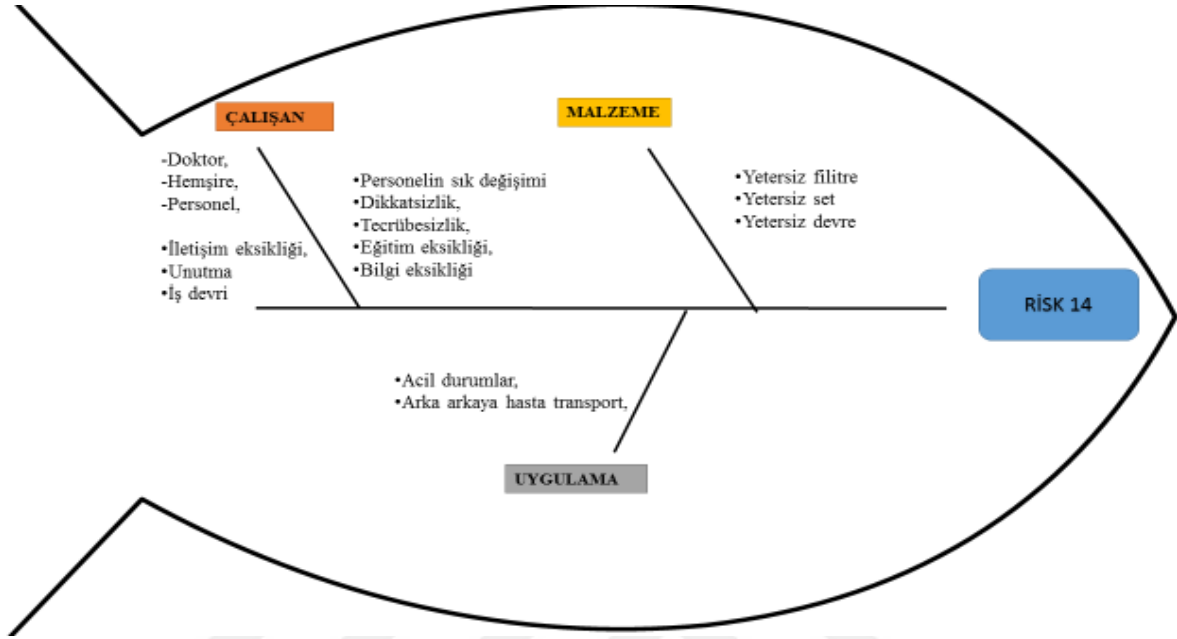 ÇALIŞAN
-Doktor,
-Hemşire,
-Personel,
•İletişim eksikliği,
•Unutma
•İş devri
•Personelin sık değişimi
•Dikkatsizlik,
•Tecrübesizlik,
•Eğitim eksikliği,
•Bilgi eksikliği
MALZEME
•Yetersiz filitre
•Yetersiz set
•Yetersiz devre
RİSK 14
•Acil durumlar,
•Arka arkaya hasta transport,
UYGULAMA